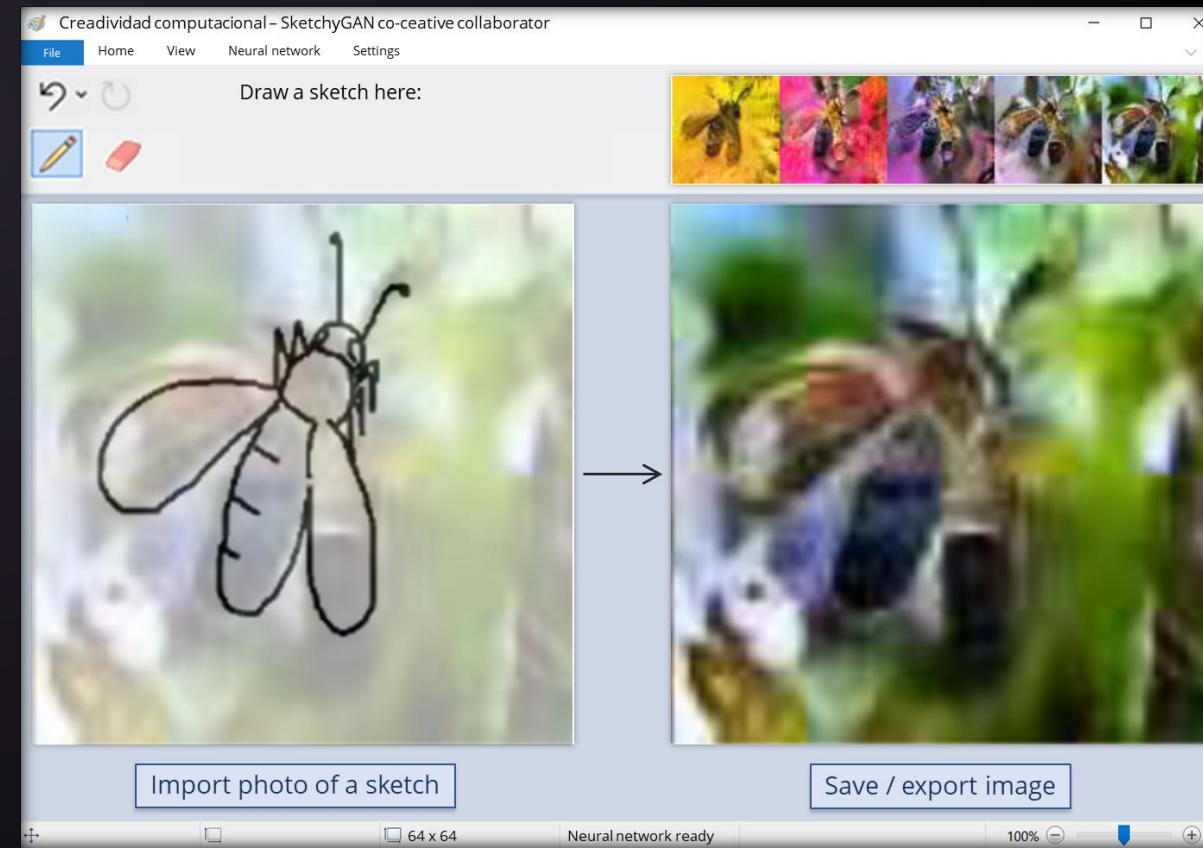 Creadividad computacional – SketchyGAN co-ceative collaborator
File Home View Neural network Settings
Draw a sketch here:
Import photo of a sketch
Save / export image
64 x 64 Neural network ready 100%